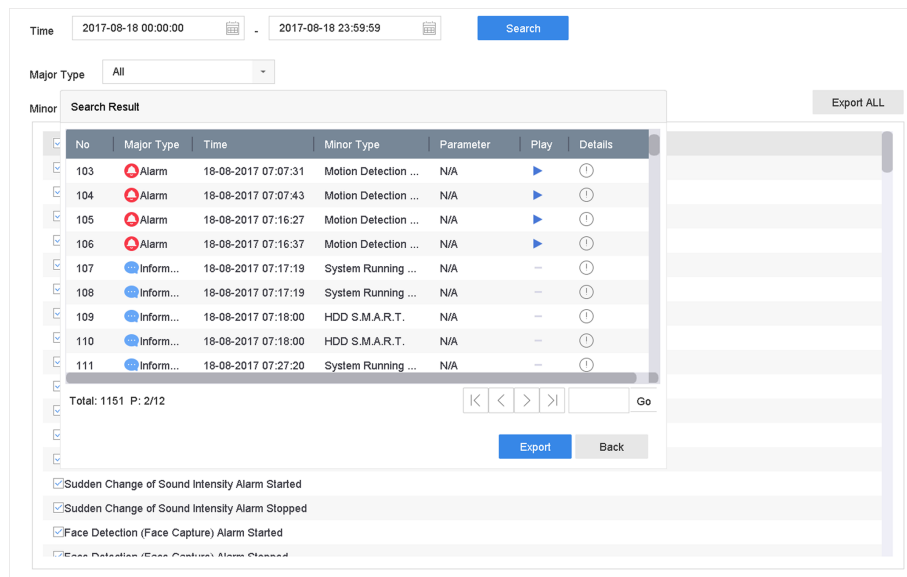 Time 2017-08-18 00:00:00 - 2017-08-18 23:59:59 Search
Major Type All
Minor Export ALL
Search Result
No Major Type Time Minor Type Parameter Play Details
103 Alarm 18-08-2017 07:07:31 Motion Detection ... N/A
104 Alarm 18-08-2017 07:07:43 Motion Detection ... N/A
105 Alarm 18-08-2017 07:16:27 Motion Detection ... N/A
106 Alarm 18-08-2017 07:16:37 Motion Detection ... N/A
107 Inform... 18-08-2017 07:17:19 System Running ... N/A –
108 Inform... 18-08-2017 07:17:19 System Running ... N/A –
109 Inform... 18-08-2017 07:18:00 HDD S.M.A.R.T. N/A –
110 Inform... 18-08-2017 07:18:00 HDD S.M.A.R.T. N/A –
111 Inform... 18-08-2017 07:27:20 System Running ... N/A –
Total: 1151 P: 2/12 Go
Export Back
Sudden Change of Sound Intensity Alarm Started
Sudden Change of Sound Intensity Alarm Stopped
Face Detection (Face Capture) Alarm Started
Face Detection (Face Capture) Alarm Stopped